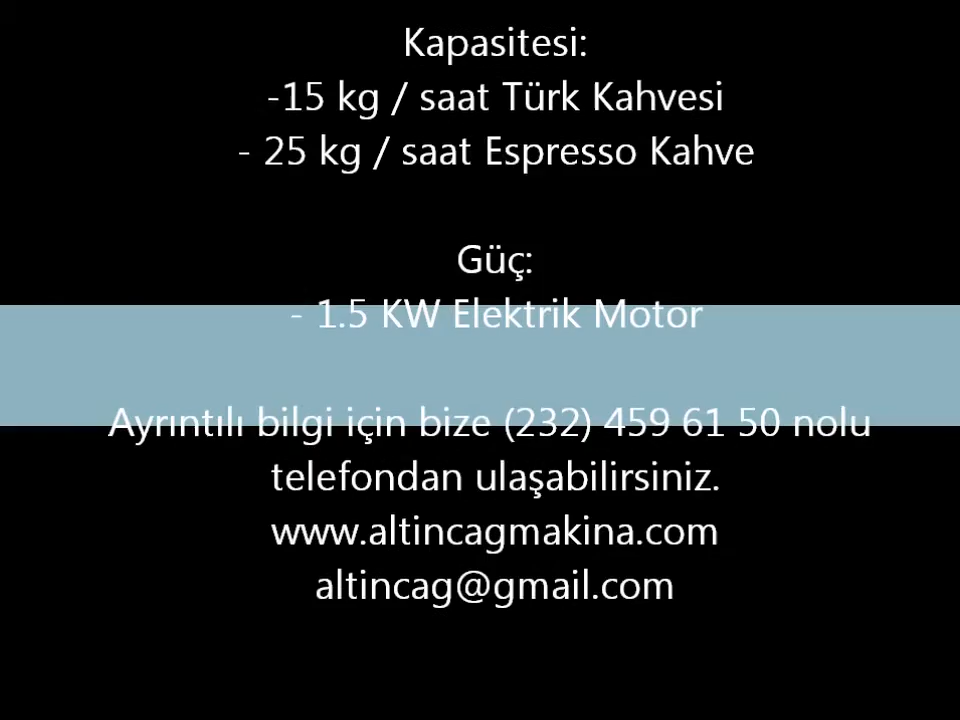 Kapasitesi:
-15 kg / saat Türk Kahvesi
- 25 kg / saat Espresso Kahve
Güç:
- 1.5 KW Elektrik Motor
Ayrıntılı bilgi için bize (232) 459 61 50 nolu
telefondan ulaşabilirsiniz.
www.altincagmakina.com
altincag@gmail.com